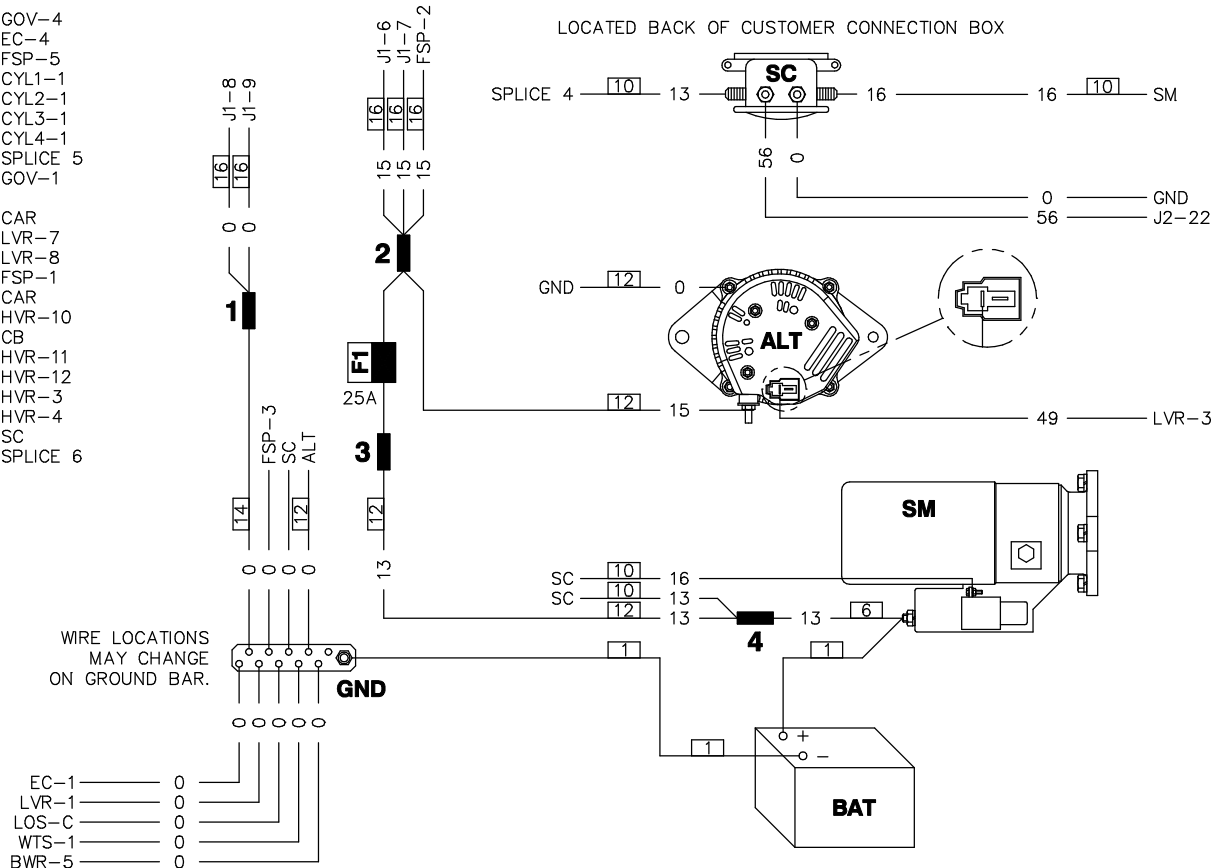 GOV-4
EC-4
FSP-5
CYL1-1
CYL2-1
CYL3-1
CYL4-1
SPLICE 5
GOV-1
CAR
LVR-7
LVR-8
FSP-1
CAR
HVR-10
CB
HVR-11
HVR-12
HVR-3
HVR-4
SC
SPLICE 6
J1-8
J1-9
16
16
0
0
1
14
0
FSP-3
SC
ALT
12
0
0
0
J1-6
J1-7
FSP-2
16
16
16
15
15
15
2
F1
25A
3
12
13
LOCATED BACK OF CUSTOMER CONNECTION BOX
SPLICE 4
10
13
SC
16
16
10
SM
56
0
0
GND
56
J2-22
GND
12
0
ALT
12
15
49
LVR-3
SM
SC
10
16
SC
10
13
12
13
4
13
6
WIRE LOCATIONS
MAY CHANGE
ON GROUND BAR.
GND
1
1
1
+
−
BAT
0
0
0
0
0
EC-1
0
LVR-1
0
LOS-C
0
WTS-1
0
BWR-5
0